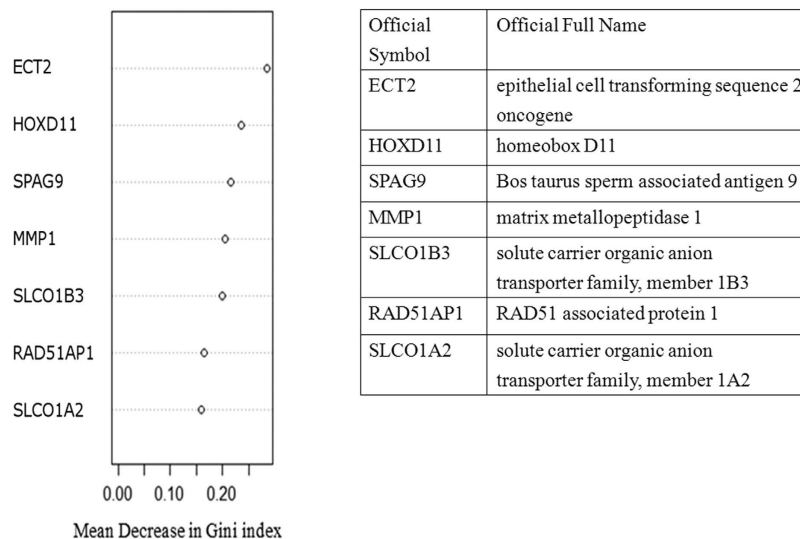 ECT2
HOXD11
SPAG9
MMP1
SLCO1B3
RAD51AP1
SLCO1A2
0.00 0.10 0.20
Mean Decrease in Gini index
Official Symbol Official Full Name
ECT2 epithelial cell transforming sequence 2
oncogene
HOXD11 homeobox D11
SPAG9 Bos taurus sperm associated antigen 9
MMP1 matrix metallopeptidase 1
SLCO1B3 solute carrier organic anion
transporter family, member 1B3
RAD51AP1 RAD51 associated protein 1
SLCO1A2 solute carrier organic anion
transporter family, member 1A2